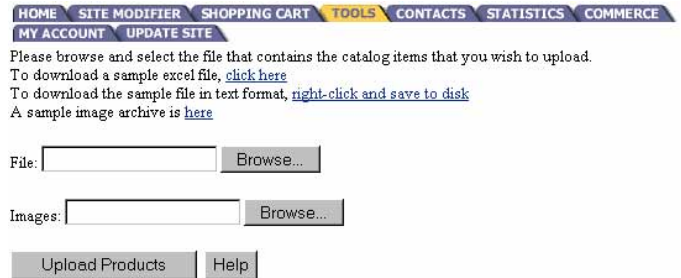 HOME SITE MODIFIER SHOPPING CART TOOLS CONTACTS STATISTICS COMMERCE
MY ACCOUNT UPDATE SITE
Please browse and select the file that contains the catalog items that you wish to upload.
To download a sample excel file, click here
To download the sample file in text format, right-click and save to disk
A sample image archive is here
File: Browse...
Images: Browse...
Upload Products Help